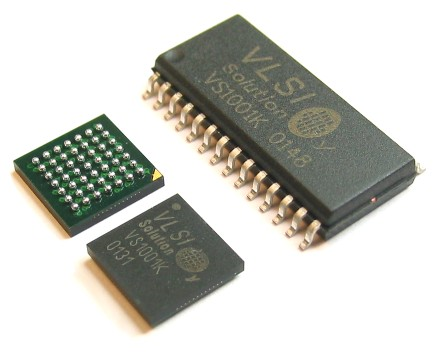 VLSI
Solution y
VS1001K 0148
VLSI
Solution y
VS1001K
0131